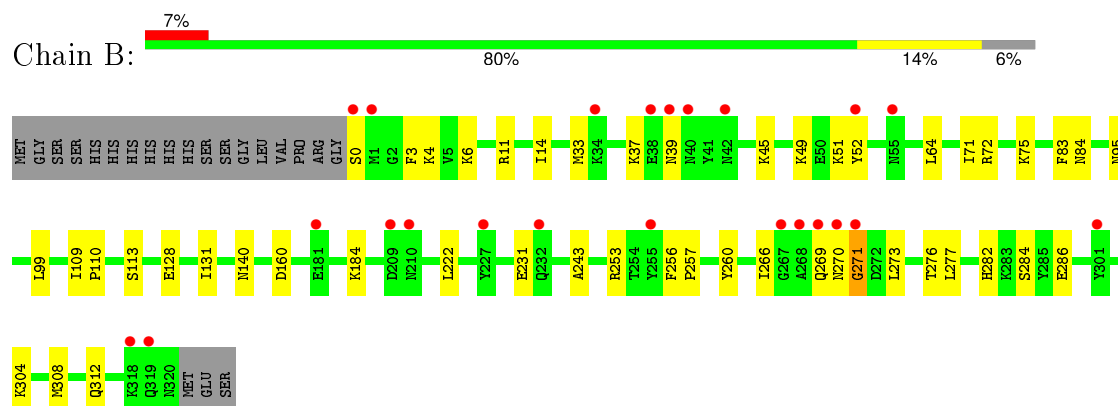 7%
Chain B:
80% 14% 6%
MET GLY SER SER HIS HIS HIS HIS HIS HIS SER SER GLY LEU VAL PRO ARG GLY S0 M1 G2 F3 K4 V5 K6 R11 I14 M33 K34 K37 E38 N39 N40 Y41 N42 K45 K49 E50 K51 Y52 N55 L64 I71 R72 K75 F83 N84 N95
L99 I109 P110 S113 E128 I131 N140 D160 E181 K184 D209 N210 L222 Y227 E231 Q232 A243 R253 T254 Y255 F256 P257 Y260 I266 G267 A268 Q269 N270 G271 D272 L273 T276 L277 H282 K283 S284 Y285 E286 Y301
K304 M308 Q312 K318 Q319 N320 MET GLU SER